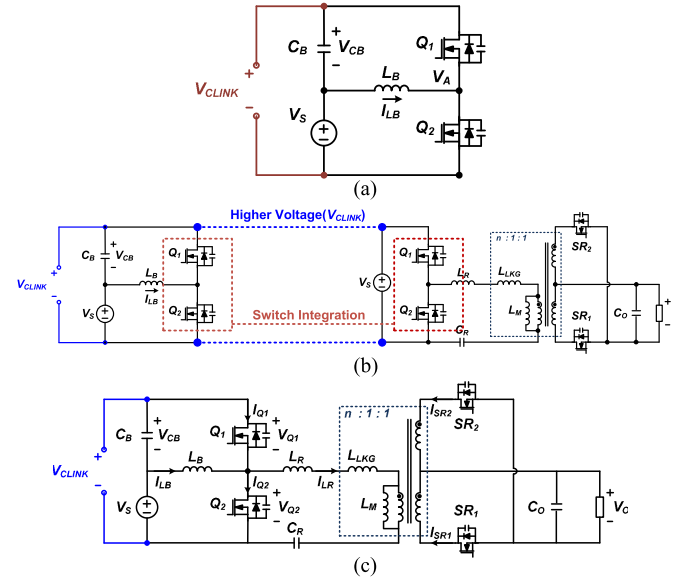 C_B
+
V_CB
−
Q_1
+
V_CLINK
−
L_B
V_A
I_LB
V_S
Q_2
(a)
Higher Voltage(V_CLINK)
n : 1 : 1
SR_2
C_B
+
V_CB
−
Q_1
Q_1
+
V_CLINK
−
L_B
I_LB
V_S
L_R
L_LKG
V_S
Q_2
Q_2
L_M
C_O
+
−
Switch Integration
C_R
SR_1
(b)
I_Q1
n : 1 : 1
I_SR2
SR_2
C_B
+
V_CB
−
Q_1
+
V_Q1
−
+
V_CLINK
−
L_B
I_LB
I_Q2
L_R
I_LR
L_LKG
V_S
Q_2
+
V_Q2
−
L_M
C_O
+
V_O
−
C_R
SR_1
I_SR1
(c)